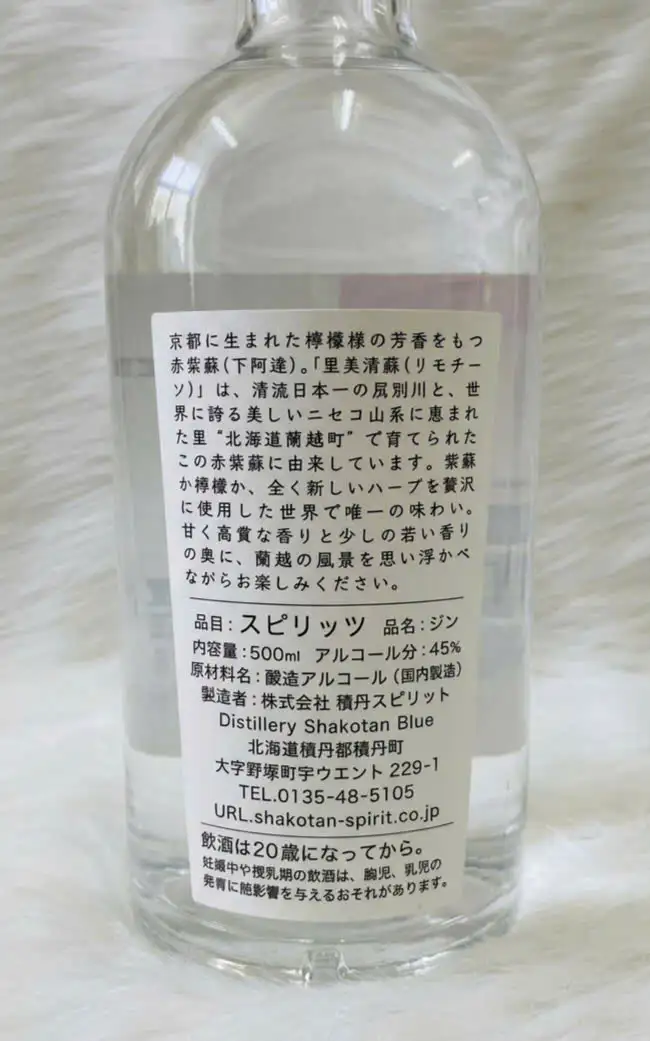 京都に生まれた檸檬様の芳香をもつ
赤紫蘇(下阿達)。「里美清蘇(リモチー
ソ)」は、清流日本一の尻別川と、世
界に誇る美しいニセコ山系に恵まれ
た里“北海道蘭越町”で育てられた
この赤紫蘇に由来しています。紫蘇
か檸檬か、全く新しいハーブを贅沢
に使用した世界で唯一の味わい。
甘く高貴な香りと少しの若い香り
の奥に、蘭越の風景を思い浮かべ
ながらお楽しみください。
品目:スピリッツ 品名:ジン
内容量:500ml アルコール分:45%
原材料名:醸造アルコール(国内製造)
製造者:株式会社 積丹スピリット
Distillery Shakotan Blue
北海道積丹郡積丹町
大字野塚町字ウエント229-1
TEL.0135-48-5105
URL.shakotan-spirit.co.jp
飲酒は20歳になってから。
妊娠中や授乳期の飲酒は、胎児、乳児の
発育に悪影響を与えるおそれがあります。